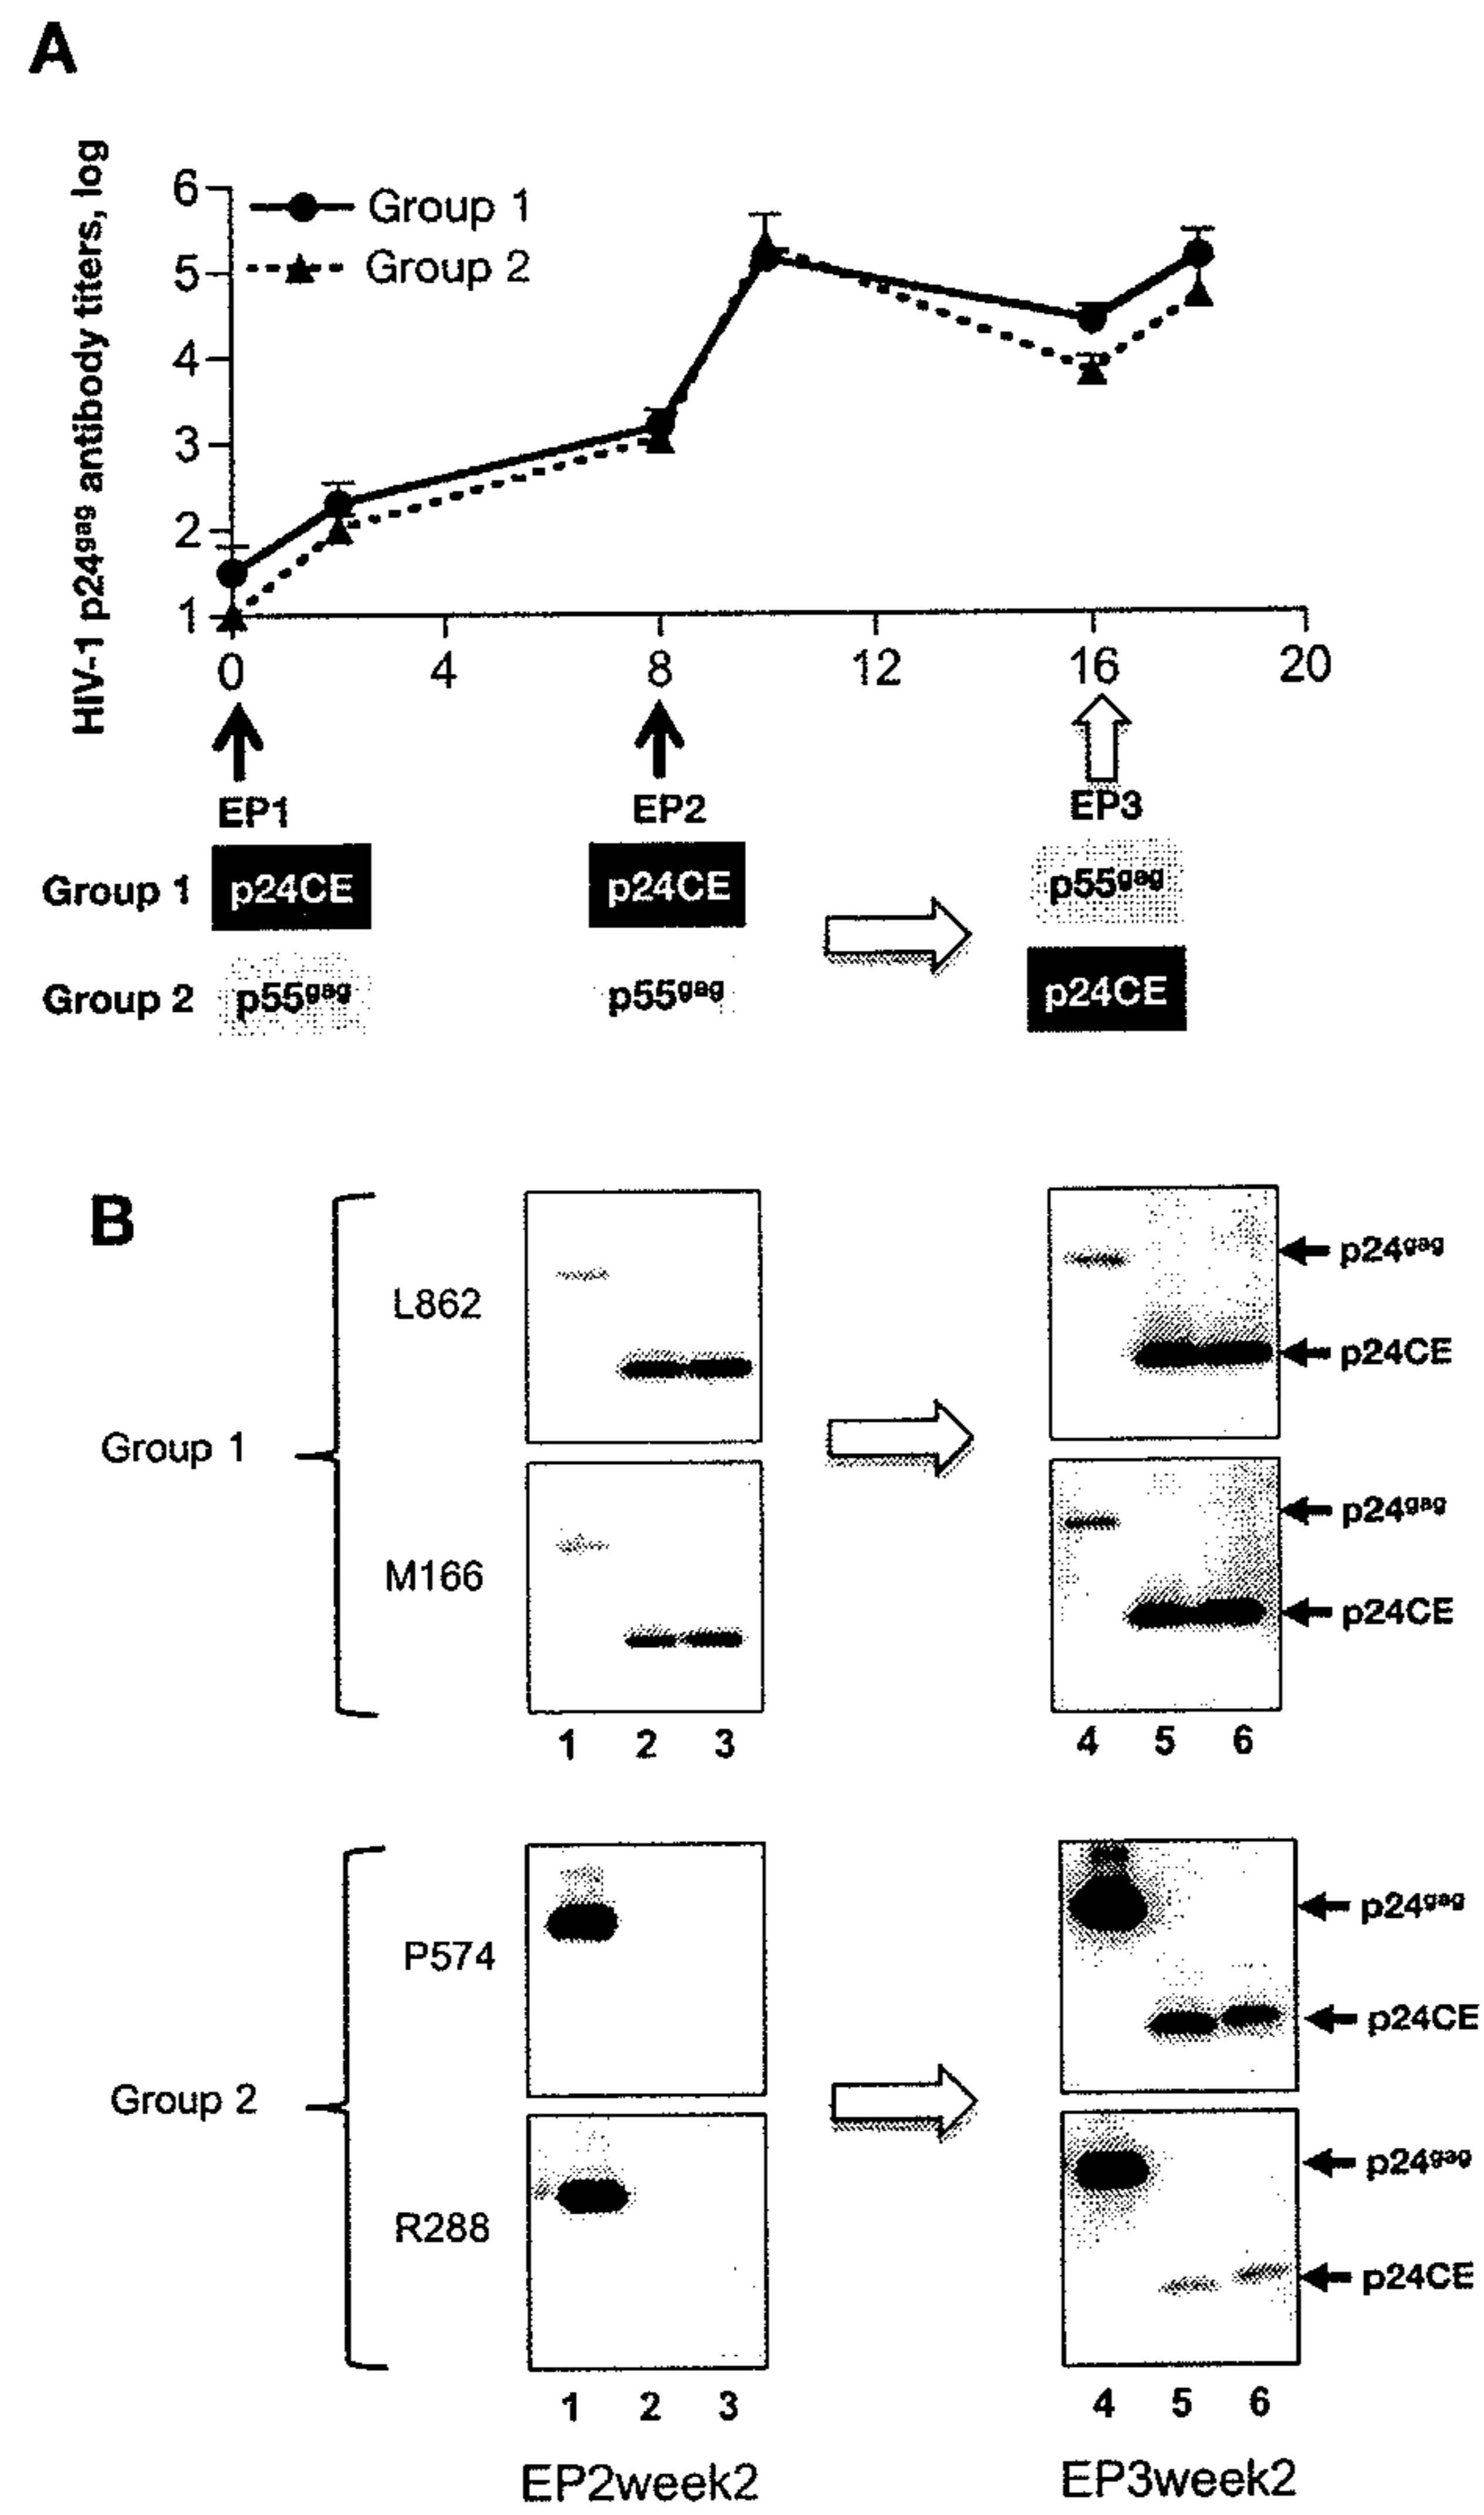 A
HIV-1 p24gag antibody titers, log
6
5
4
3
2
1
Group 1
Group 2
0 4 8 12 16 20
EP1 EP2 EP3
Group 1 p24CE p24CE p55gag
Group 2 p55gag p55gag p24CE
B
Group 1
L862
p24gag
p24CE
M166
p24gag
p24CE
1 2 3 4 5 6
Group 2
P574
p24gag
p24CE
R288
p24gag
p24CE
1 2 3 4 5 6
EP2week2 EP3week2